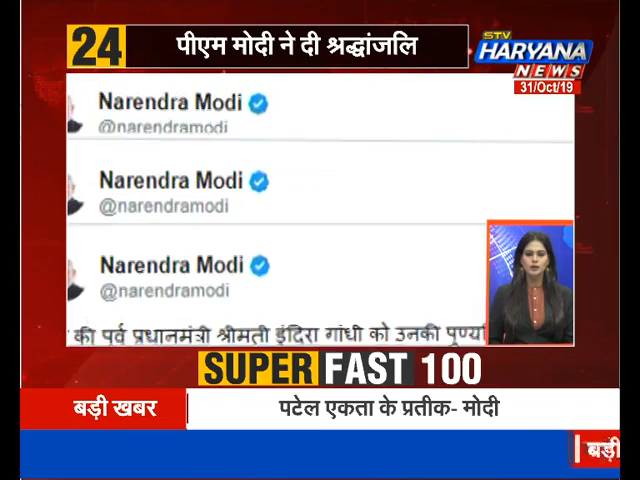 24
पीएम मोदी ने दी श्रद्धांजलि
STV
HARYANA
NEWS
31/Oct/19
Narendra Modi
@narendramodi
Narendra Modi
@narendramodi
Narendra Modi
@narendramodi
की पूर्व प्रधानमंत्री श्रीमती इंदिरा गांधी को उनकी
SUPER FAST 100
बड़ी खबर
पटेल एकता के प्रतीक- मोदी
बड़ी